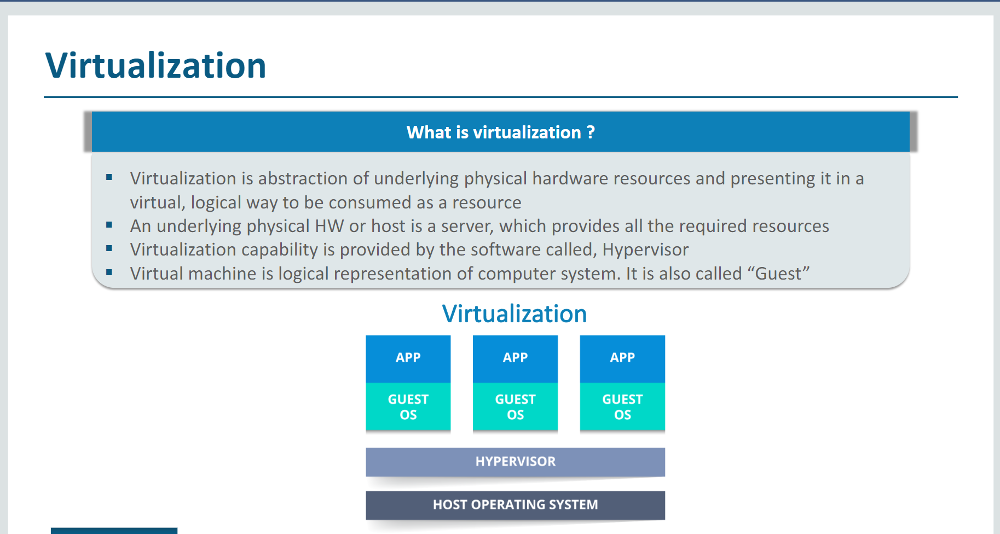 Virtualization
What is virtualization ?
▪ Virtualization is abstraction of underlying physical hardware resources and presenting it in a
virtual, logical way to be consumed as a resource
▪ An underlying physical HW or host is a server, which provides all the required resources
▪ Virtualization capability is provided by the software called, Hypervisor
▪ Virtual machine is logical representation of computer system. It is also called “Guest”
Virtualization
APP APP APP
GUEST GUEST GUEST
OS OS OS
HYPERVISOR
HOST OPERATING SYSTEM